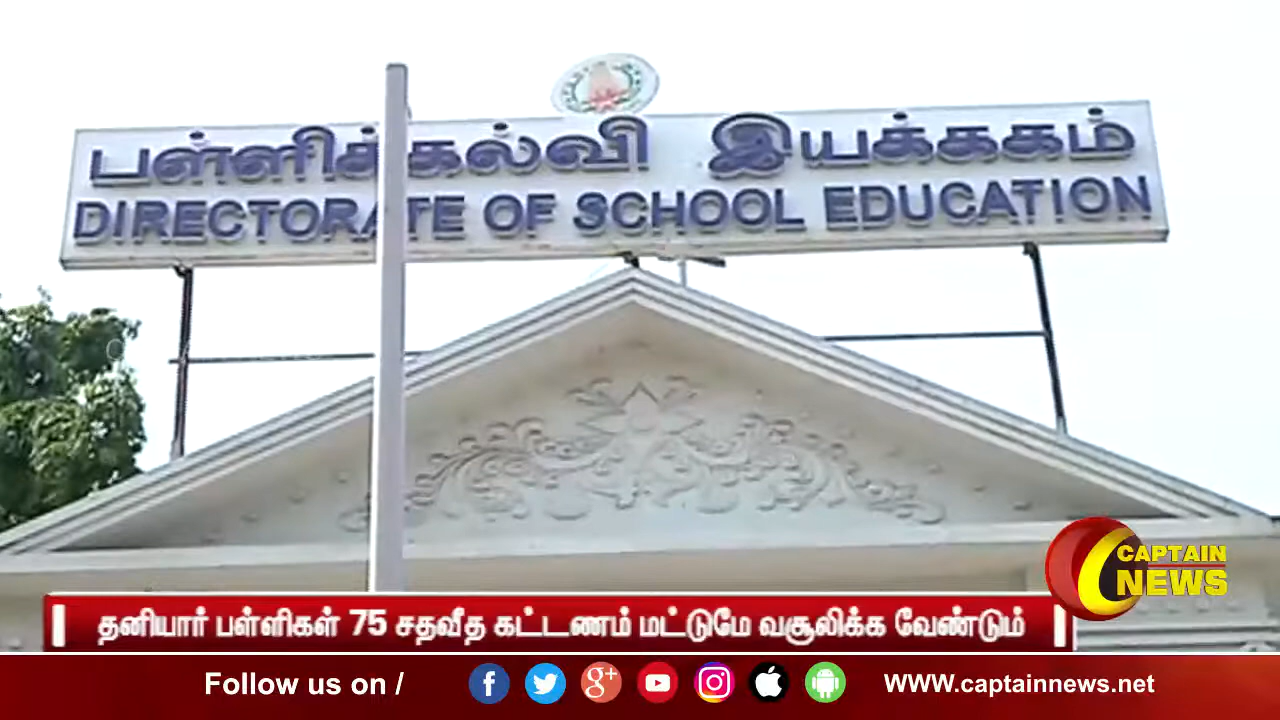 பள்ளிக்கல்வி இயக்ககம்
DIRECTORATE OF SCHOOL EDUCATION
CAPTAIN
NEWS
தனியார் பள்ளிகள் 75 சதவீத கட்டணம் மட்டுமே வசூலிக்க வேண்டும்
Follow us on / WWW.captainnews.net